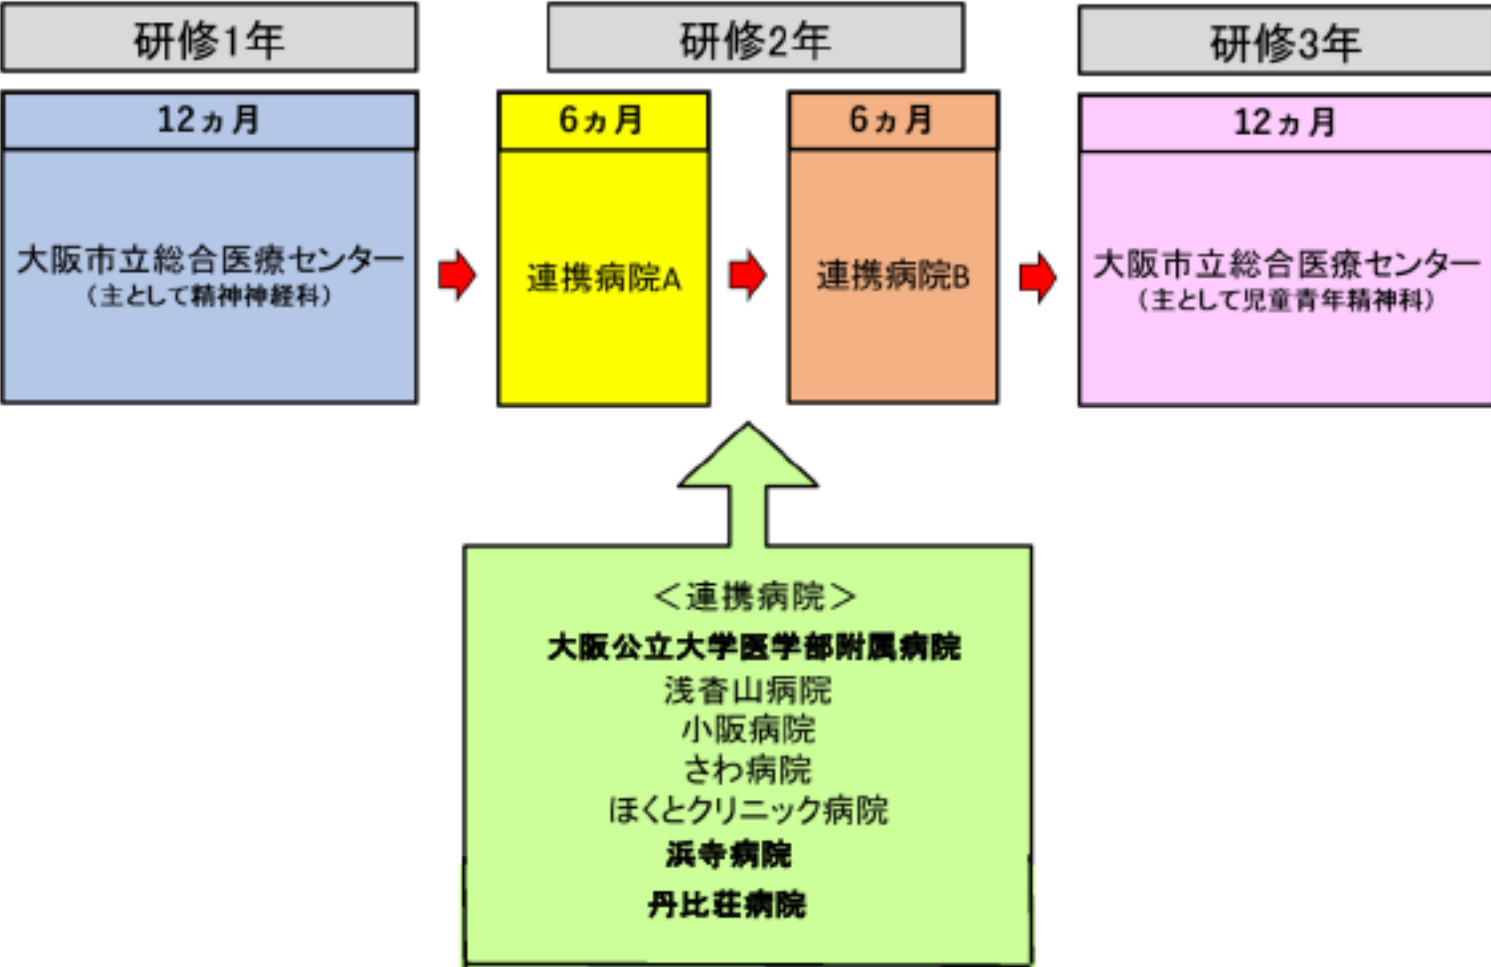 研修1年
研修2年
研修3年
12ヵ月
大阪市立総合医療センター
（主として精神神経科）
6ヵ月
連携病院A
6ヵ月
連携病院B
12ヵ月
大阪市立総合医療センター
（主として児童青年精神科）
＜連携病院＞
大阪公立大学医学部附属病院
浅香山病院
小阪病院
さわ病院
ほくとクリニック病院
浜寺病院
丹比荘病院